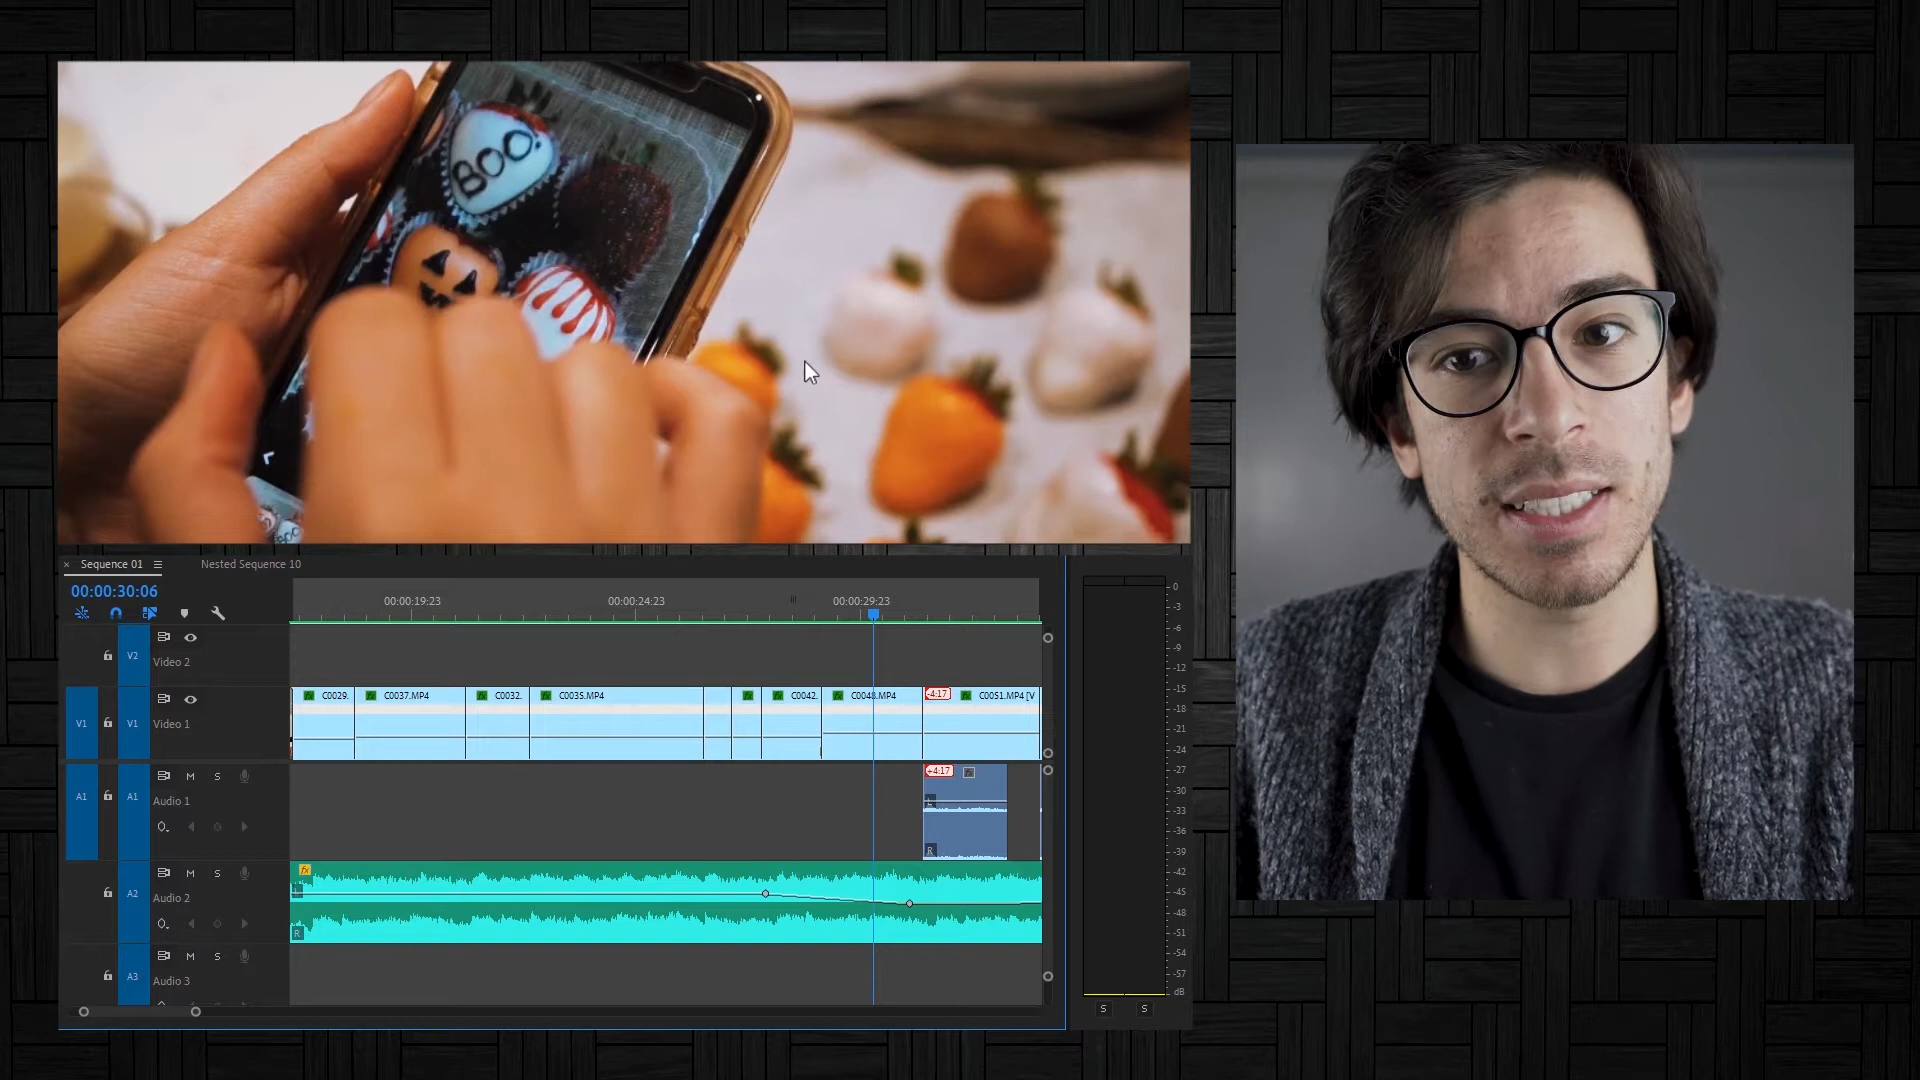 BOO!
BOO
× Sequence 01 ☰ Nested Sequence 10
00:00:30:06
00:00:19:23 00:00:24:23 00:00:29:23
V2 Video 2
C0029. C0037.MP4 C0032. C0035.MP4 C0042. C0048.MP4 -4:17 C0051.MP4 [V
V1 V1 Video 1
M S +4:17 fx
A1 A1 Audio 1
L
R
M S fx
A2 Audio 2
L
R
M S
A3 Audio 3
0
-3
-6
-9
-12
-15
-18
-21
-24
-27
-30
-33
-36
-39
-42
-45
-48
-51
-54
-57
dB
S S